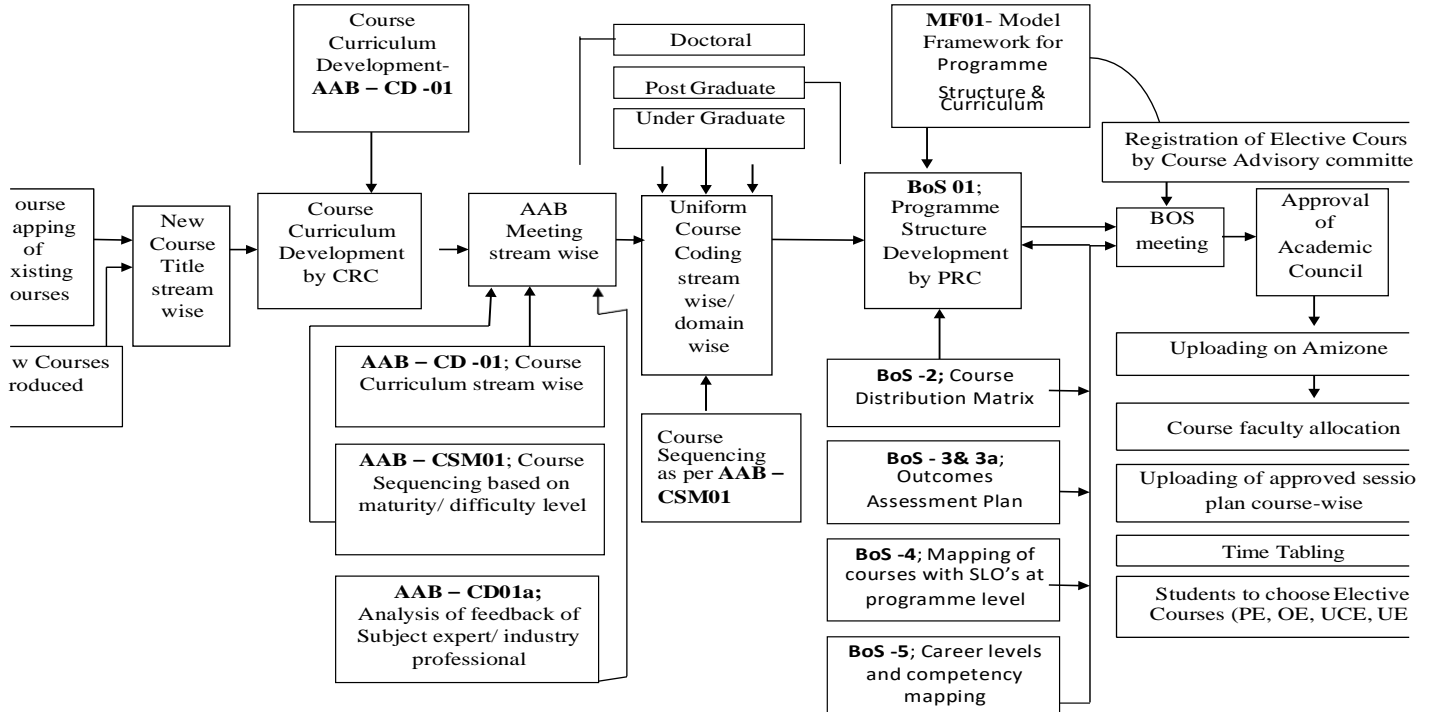 Course
Curriculum
Development-
AAB – CD -01
Doctoral
Post Graduate
Under Graduate
MF01- Model
Framework for
Programme
Structure &
Curriculum
Registration of Elective Cours
by Course Advisory committe
ourse
apping
of
xisting
ourses
New
Course
Title
stream
wise
Course
Curriculum
Development
by CRC
AAB
Meeting
stream wise
Uniform
Course
Coding
stream
wise/
domain
wise
BoS 01;
Programme
Structure
Development
by PRC
BOS
meeting
Approval
of
Academic
Council
w Courses
roduced
AAB – CD -01; Course
Curriculum stream wise
AAB – CSM01; Course
Sequencing based on
maturity/ difficulty level
AAB – CD01a;
Analysis of feedback of
Subject expert/ industry
professional
Course
Sequencing
as per AAB –
CSM01
BoS -2; Course
Distribution Matrix
BoS - 3& 3a;
Outcomes
Assessment Plan
BoS -4; Mapping of
courses with SLO's at
programme level
BoS -5; Career levels
and competency
mapping
Uploading on Amizone
Course faculty allocation
Uploading of approved sessio
plan course-wise
Time Tabling
Students to choose Elective
Courses (PE, OE, UCE, UE